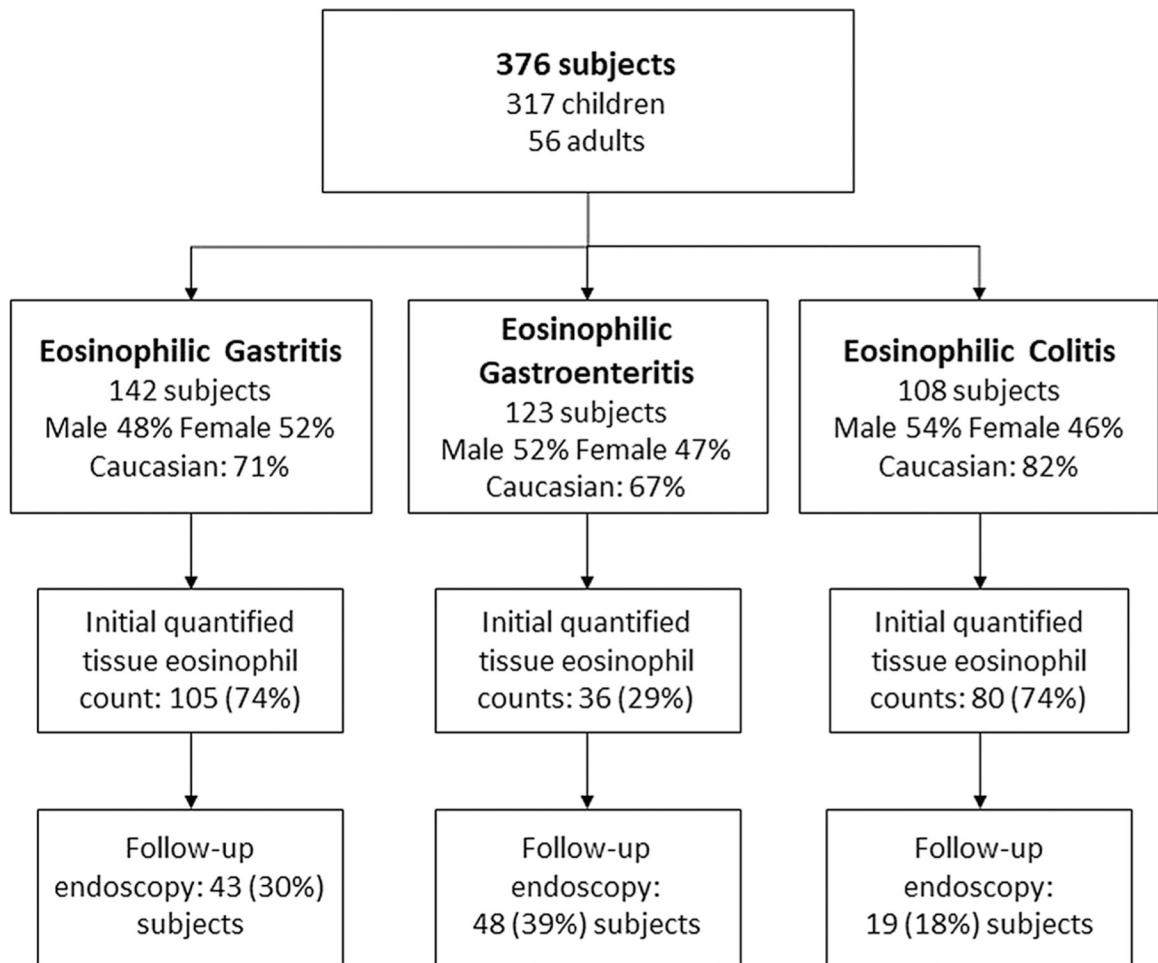 376 subjects
317 children
56 adults
Eosinophilic Gastritis
142 subjects
Male 48% Female 52%
Caucasian: 71%
Eosinophilic
Gastroenteritis
123 subjects
Male 52% Female 47%
Caucasian: 67%
Eosinophilic Colitis
108 subjects
Male 54% Female 46%
Caucasian: 82%
Initial quantified
tissue eosinophil
count: 105 (74%)
Initial quantified
tissue eosinophil
counts: 36 (29%)
Initial quantified
tissue eosinophil
counts: 80 (74%)
Follow-up
endoscopy: 43 (30%)
subjects
Follow-up
endoscopy:
48 (39%) subjects
Follow-up
endoscopy:
19 (18%) subjects